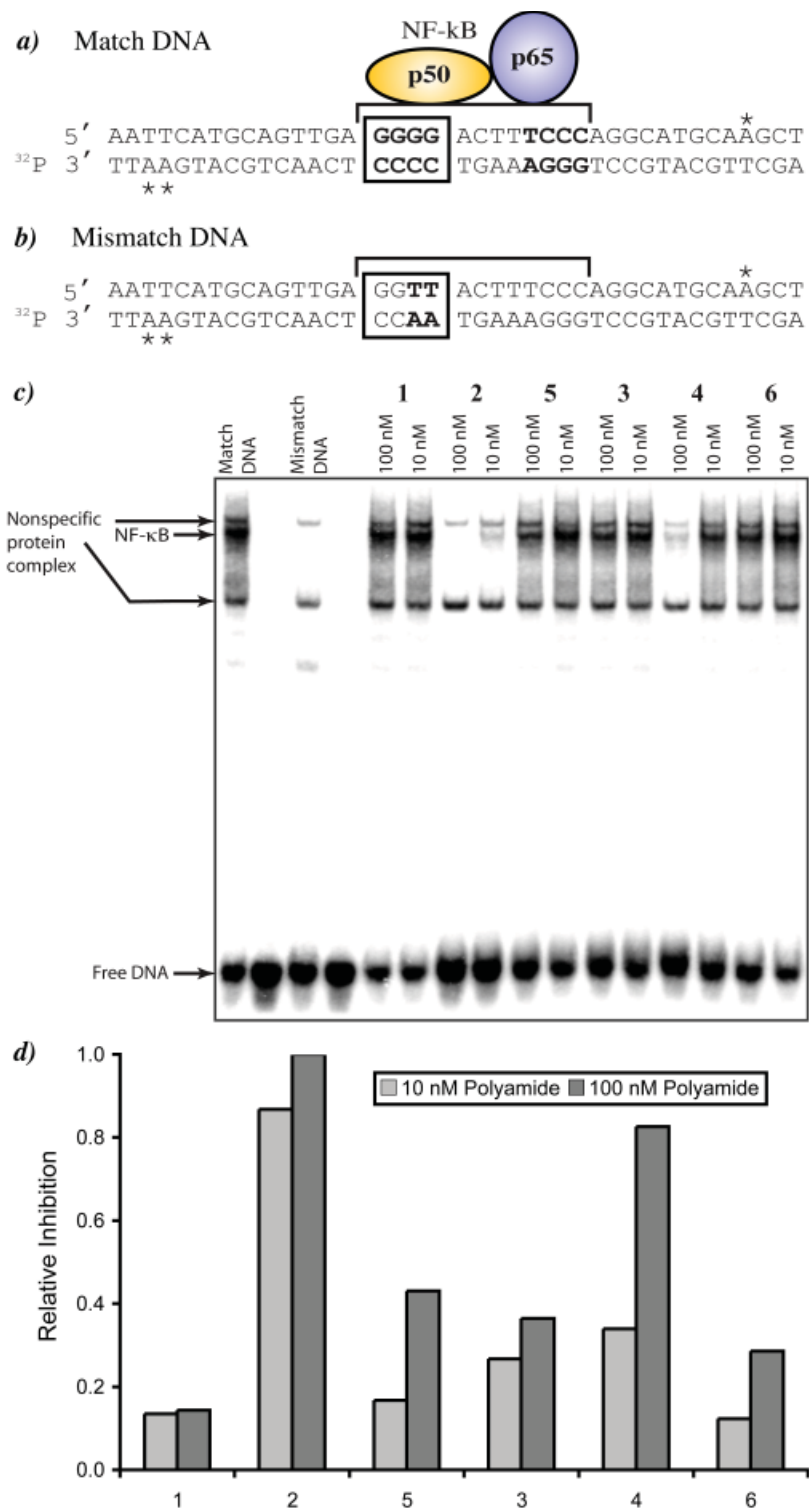 a) Match DNA
NF-kB
p50
p65
*
5′ AATTCATGCAGTTGA GGGG ACTTTCCCAGGCATGCAAGCT
32P 3′ TTAAGTACGTCAACT CCCC TGAAAGGGTCCGTACGTTCGA
**
b) Mismatch DNA
*
5′ AATTCATGCAGTTGA GGTT ACTTTCCCAGGCATGCAAGCT
32P 3′ TTAAGTACGTCAACT CCAA TGAAAGGGTCCGTACGTTCGA
**
c)
1 2 5 3 4 6
Match DNA
Mismatch DNA
100 nM 10 nM 100 nM 10 nM 100 nM 10 nM 100 nM 10 nM 100 nM 10 nM 100 nM 10 nM
Nonspecific
protein
complex
NF-κB
Free DNA
d)
Relative Inhibition
1.0
0.8
0.6
0.4
0.2
0.0
10 nM Polyamide 100 nM Polyamide
1 2 5 3 4 6